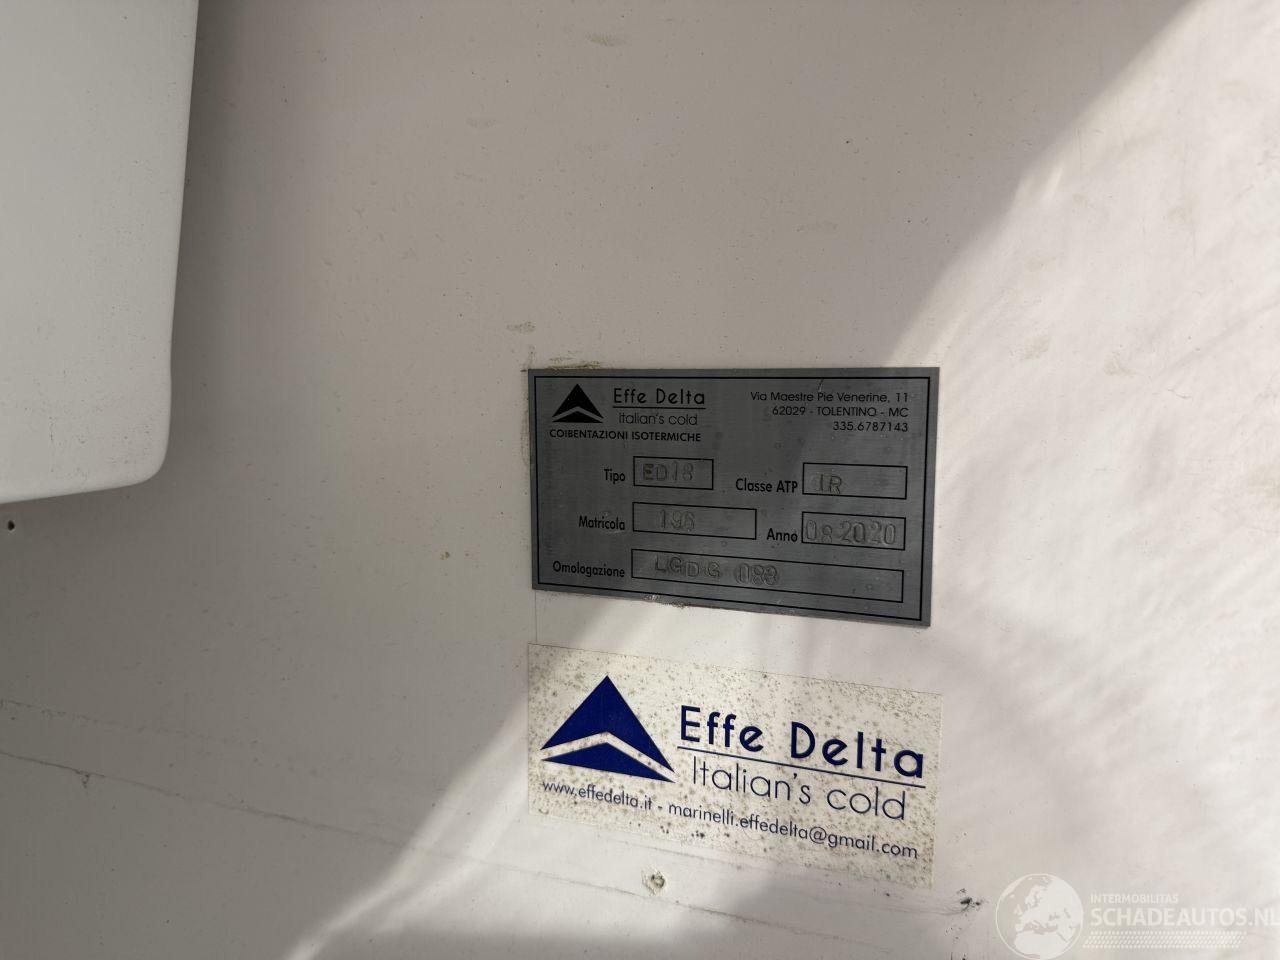 Effe Delta
Italian's cold
COIBENTAZIONI ISOTERMICHE
Via Maestre Pie Venerine, 11
62029 - TOLENTINO - MC
335.6787143
Tipo ED18
Classe ATP IR
Matricola 196
Anno 08-2020
Omologazione LGDG 083
Effe Delta
Italian's cold
www.effedelta.it - marinelli.effedelta@gmail.com
INTERMOBILITAS
SCHADEAUTOS.NL